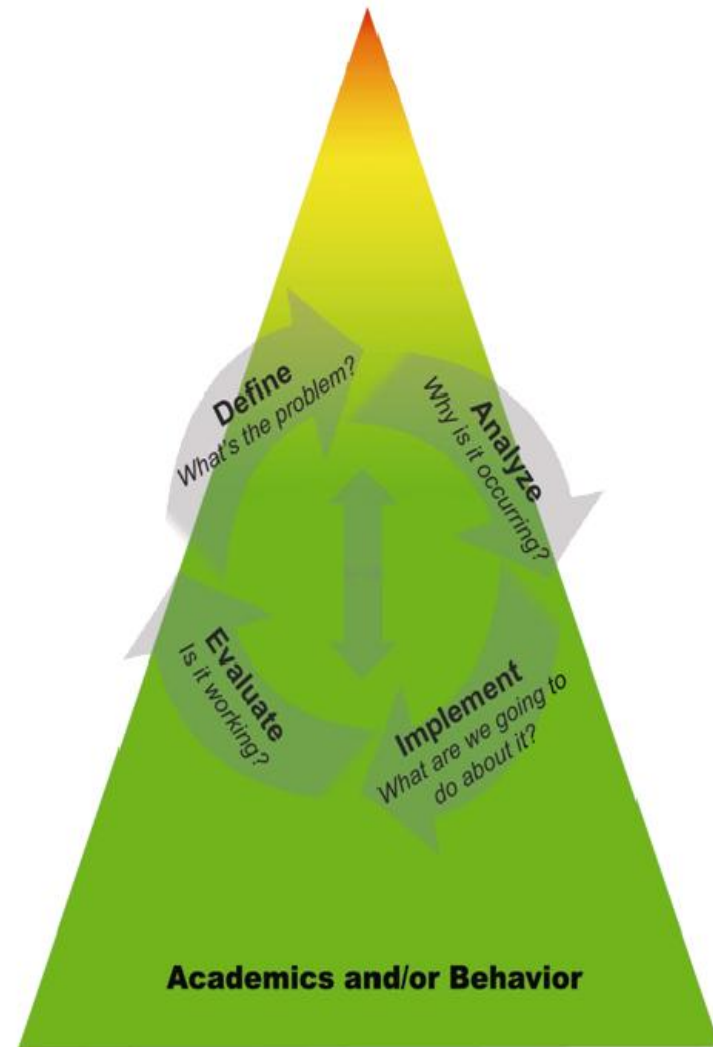 Define
What's the problem?
Analyze
Why is it occurring?
Implement
What are we going to
do about it?
Evaluate
Is it working?
Academics and/or Behavior